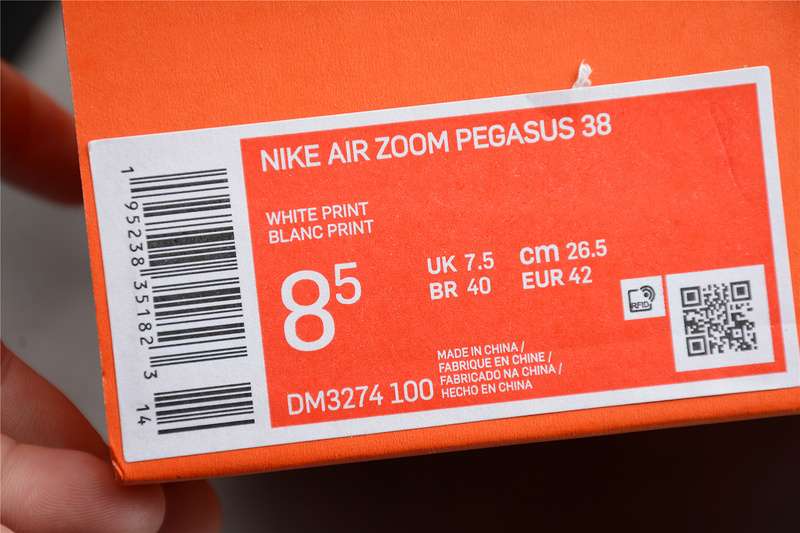 NIKE AIR ZOOM PEGASUS 38
WHITE PRINT
BLANC PRINT
8 5
UK 7.5 cm 26.5
BR 40 EUR 42
MADE IN CHINA /
FABRIQUE EN CHINE /
FABRICADO NA CHINA /
HECHO EN CHINA
DM3274 100
RFID
1 95238 35182 3 14